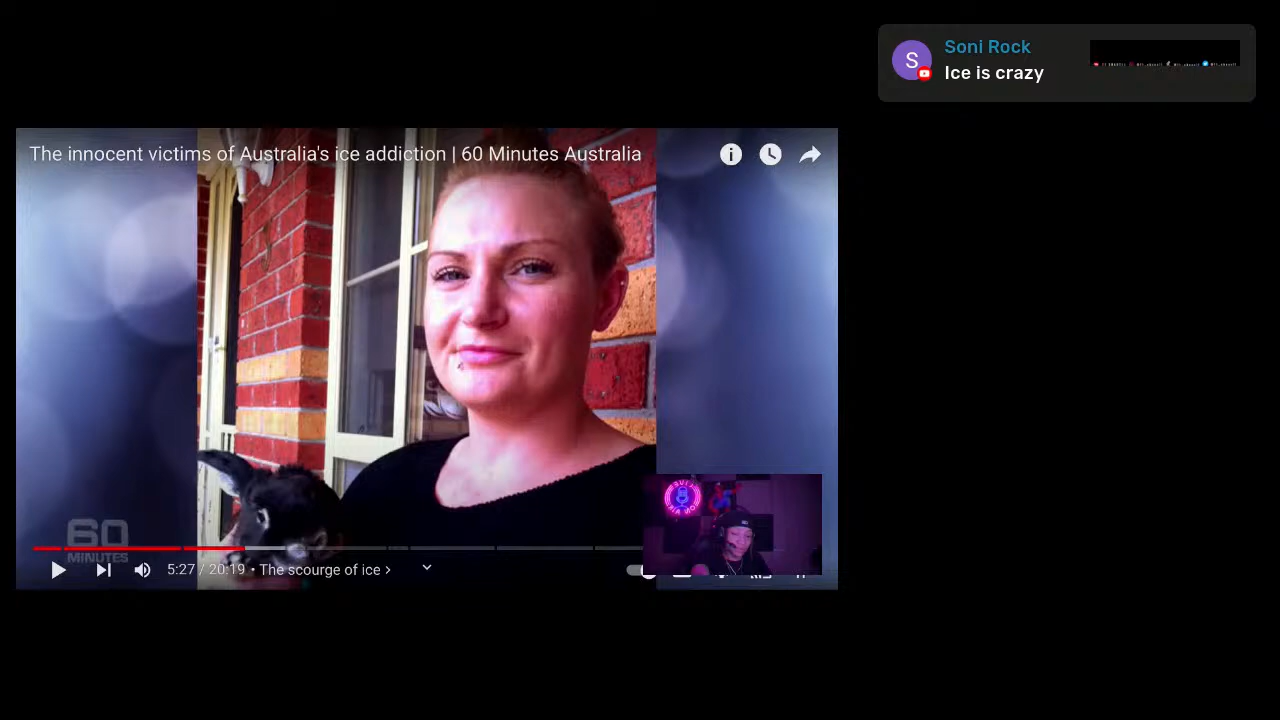 Soni Rock
S
Ice is crazy
The innocent victims of Australia's ice addiction | 60 Minutes Australia
60
MINUTES
5:27 / 20:19 • The scourge of ice ›